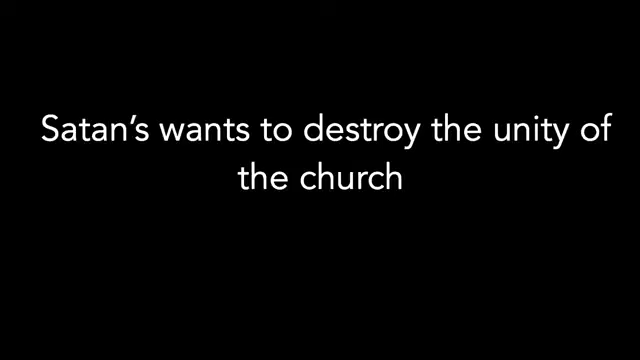 Satan’s wants to destroy the unity of
the church